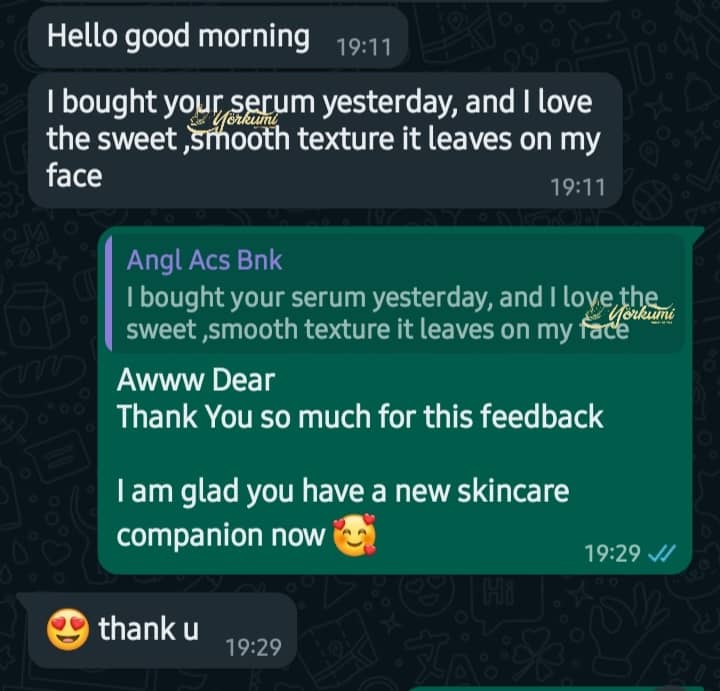 Hello good morning 19:11
I bought your serum yesterday, and I love
the sweet ,smooth texture it leaves on my
face 19:11
Yorkumi
Angl Acs Bnk
I bought your serum yesterday, and I love the
sweet ,smooth texture it leaves on my face
Yorkumi
Awww Dear
Thank You so much for this feedback
I am glad you have a new skincare
companion now 🥰
19:29
😍 thank u 19:29